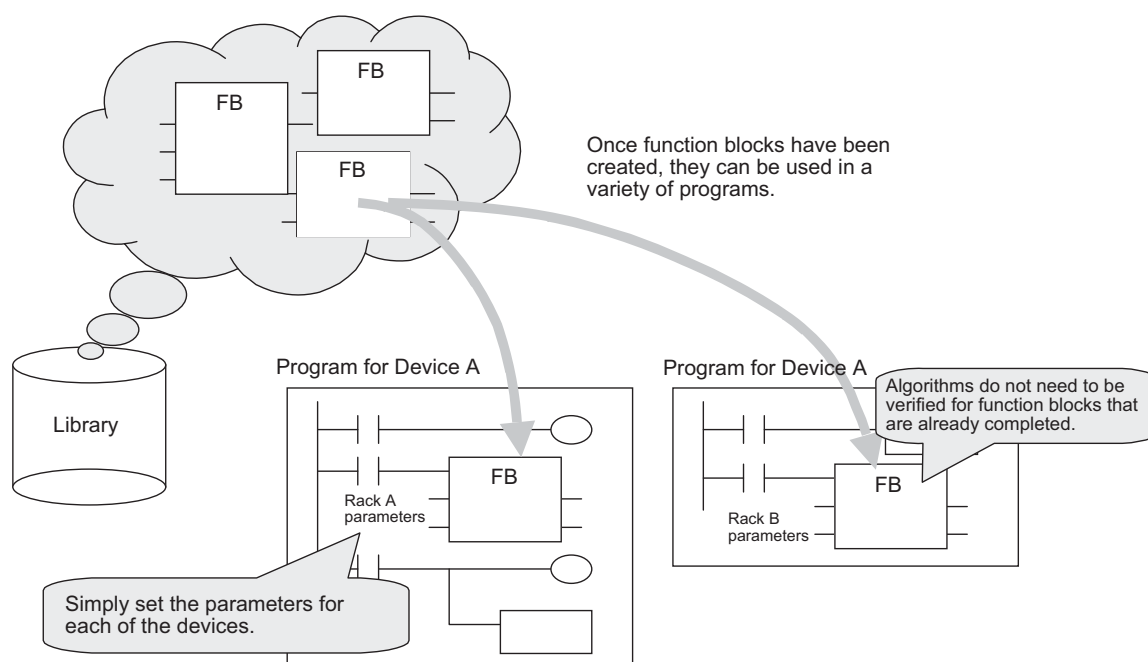 FB
FB
FB
Once function blocks have been
created, they can be used in a
variety of programs.
Library
Program for Device A
FB
Rack A
parameters
Simply set the parameters for
each of the devices.
Program for Device A
Algorithms do not need to be
verified for function blocks that
are already completed.
FB
Rack B
parameters